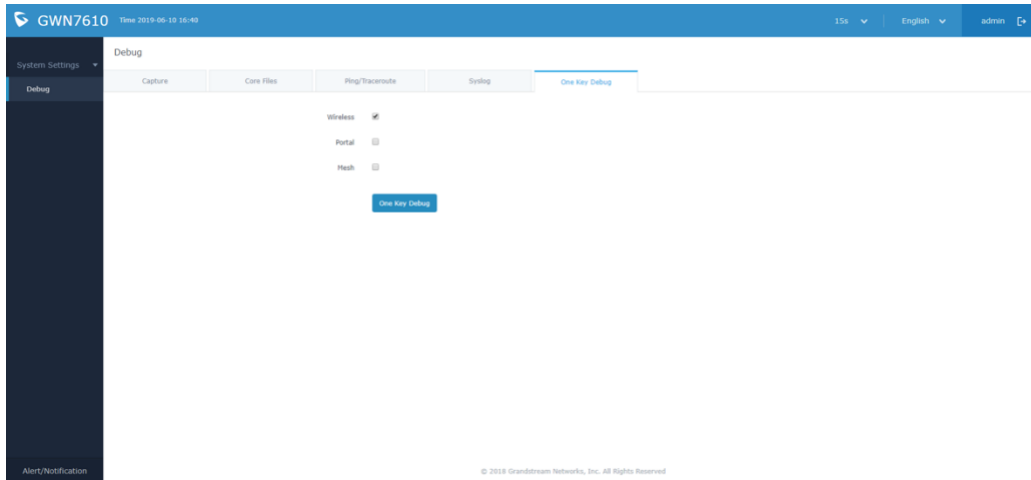 GWN7610 Time 2019-06-10 16:40 15s English admin
System Settings
Debug
Debug
Capture Core Files Ping/Traceroute Syslog One Key Debug
Wireless
Portal
Mesh
One Key Debug
Alert/Notification
© 2018 Grandstream Networks, Inc. All Rights Reserved